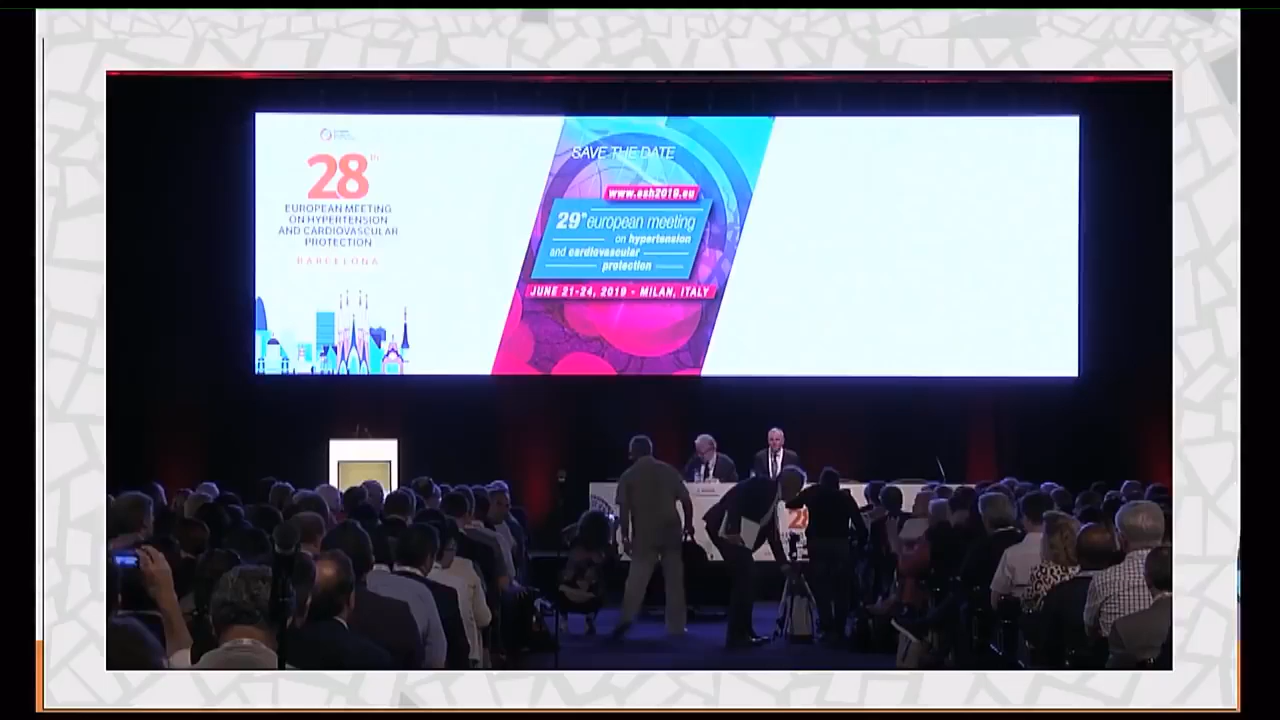 28th
EUROPEAN MEETING
ON HYPERTENSION
AND CARDIOVASCULAR
PROTECTION
BARCELONA
SAVE THE DATE
www.esh2019.eu
29° european meeting
on hypertension
and cardiovascular
protection
JUNE 21-24, 2019 - MILAN, ITALY
28